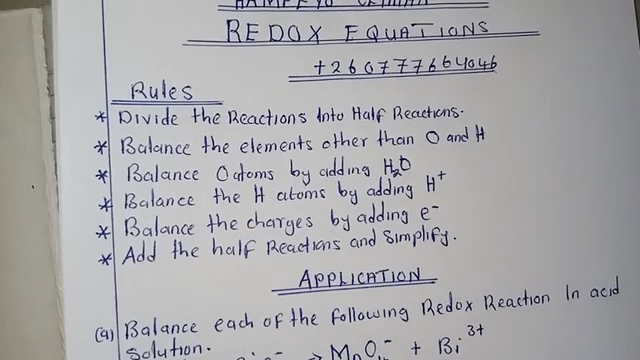 REDOX EQUATIONS
+260777664046
Rules
* Divide the Reactions Into Half Reactions.
* Balance the elements other than O and H
* Balance O atoms by adding H₂O
* Balance the H atoms by adding H⁺
* Balance the charges by adding e⁻
* Add the half Reactions and Simplify.
APPLICATION
(a) Balance each of the following Redox Reaction In acid
Solution.
→ MnO₄⁻ + Bi³⁺